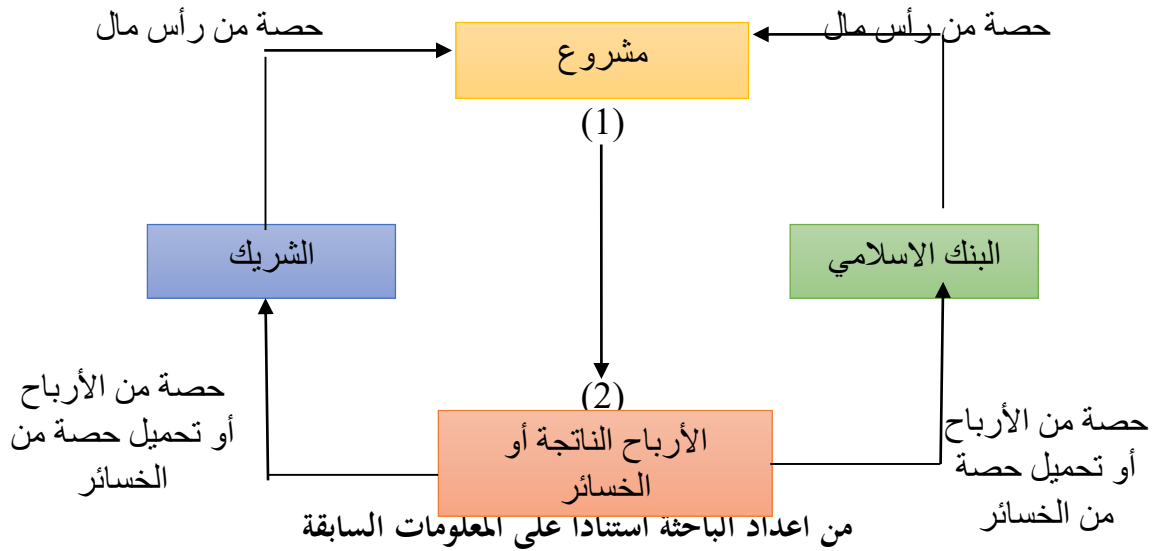 حصة من رأس مال
حصة من رأس مال
مشروع
(1)
البنك الاسلامي
الشريك
(2)
الأرباح الناتجة أو
الخسائر
حصة من الأرباح
أو تحميل حصة
من الخسائر
حصة من الأرباح
أو تحميل حصة من
الخسائر
من اعداد الباحثة استنادا على المعلومات السابقة